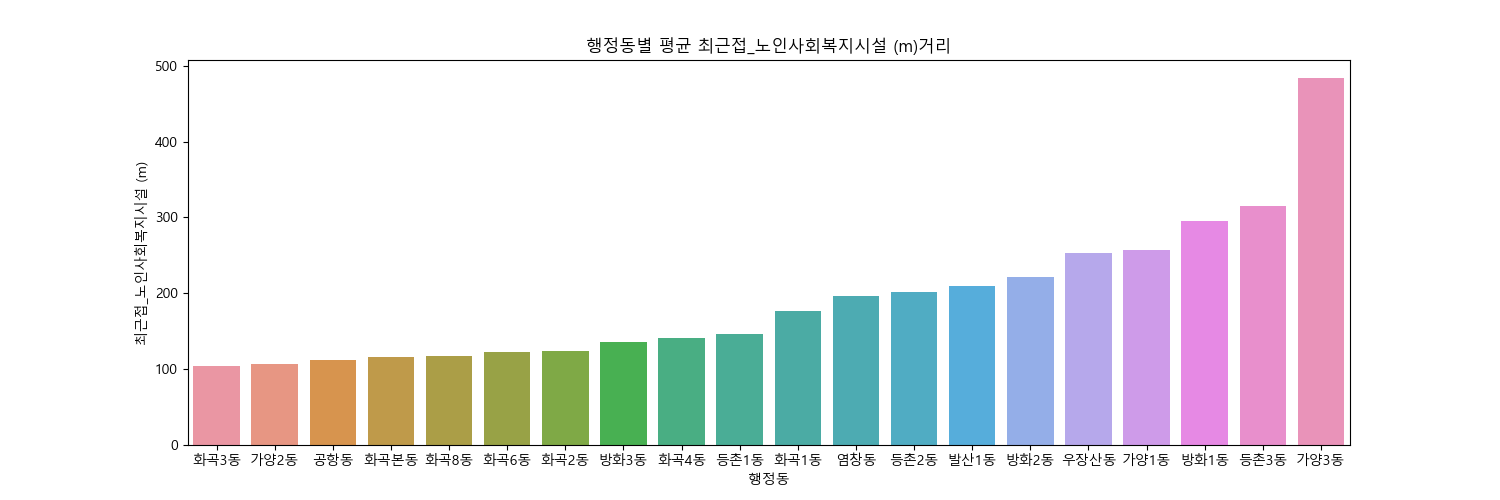 행정동별 평균 최근접_노인사회복지시설 (m)거리
최근접_노인사회복지시설 (m)
500
400
300
200
100
0
화곡3동 가양2동 공항동 화곡본동 화곡8동 화곡6동 화곡2동 방화3동 화곡4동 등촌1동 화곡1동 염창동 등촌2동 발산1동 방화2동 우장산동 가양1동 방화1동 등촌3동 가양3동
행정동